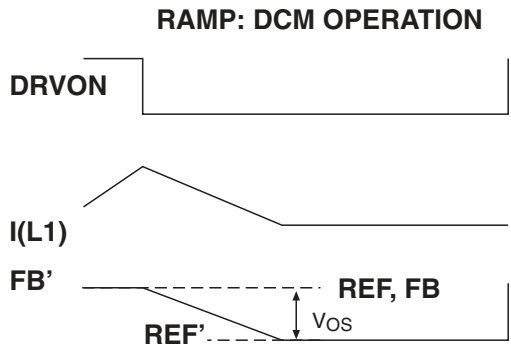 RAMP: DCM OPERATION
DRVON
I(L1)
FB’
REF, FB
VOS
REF’